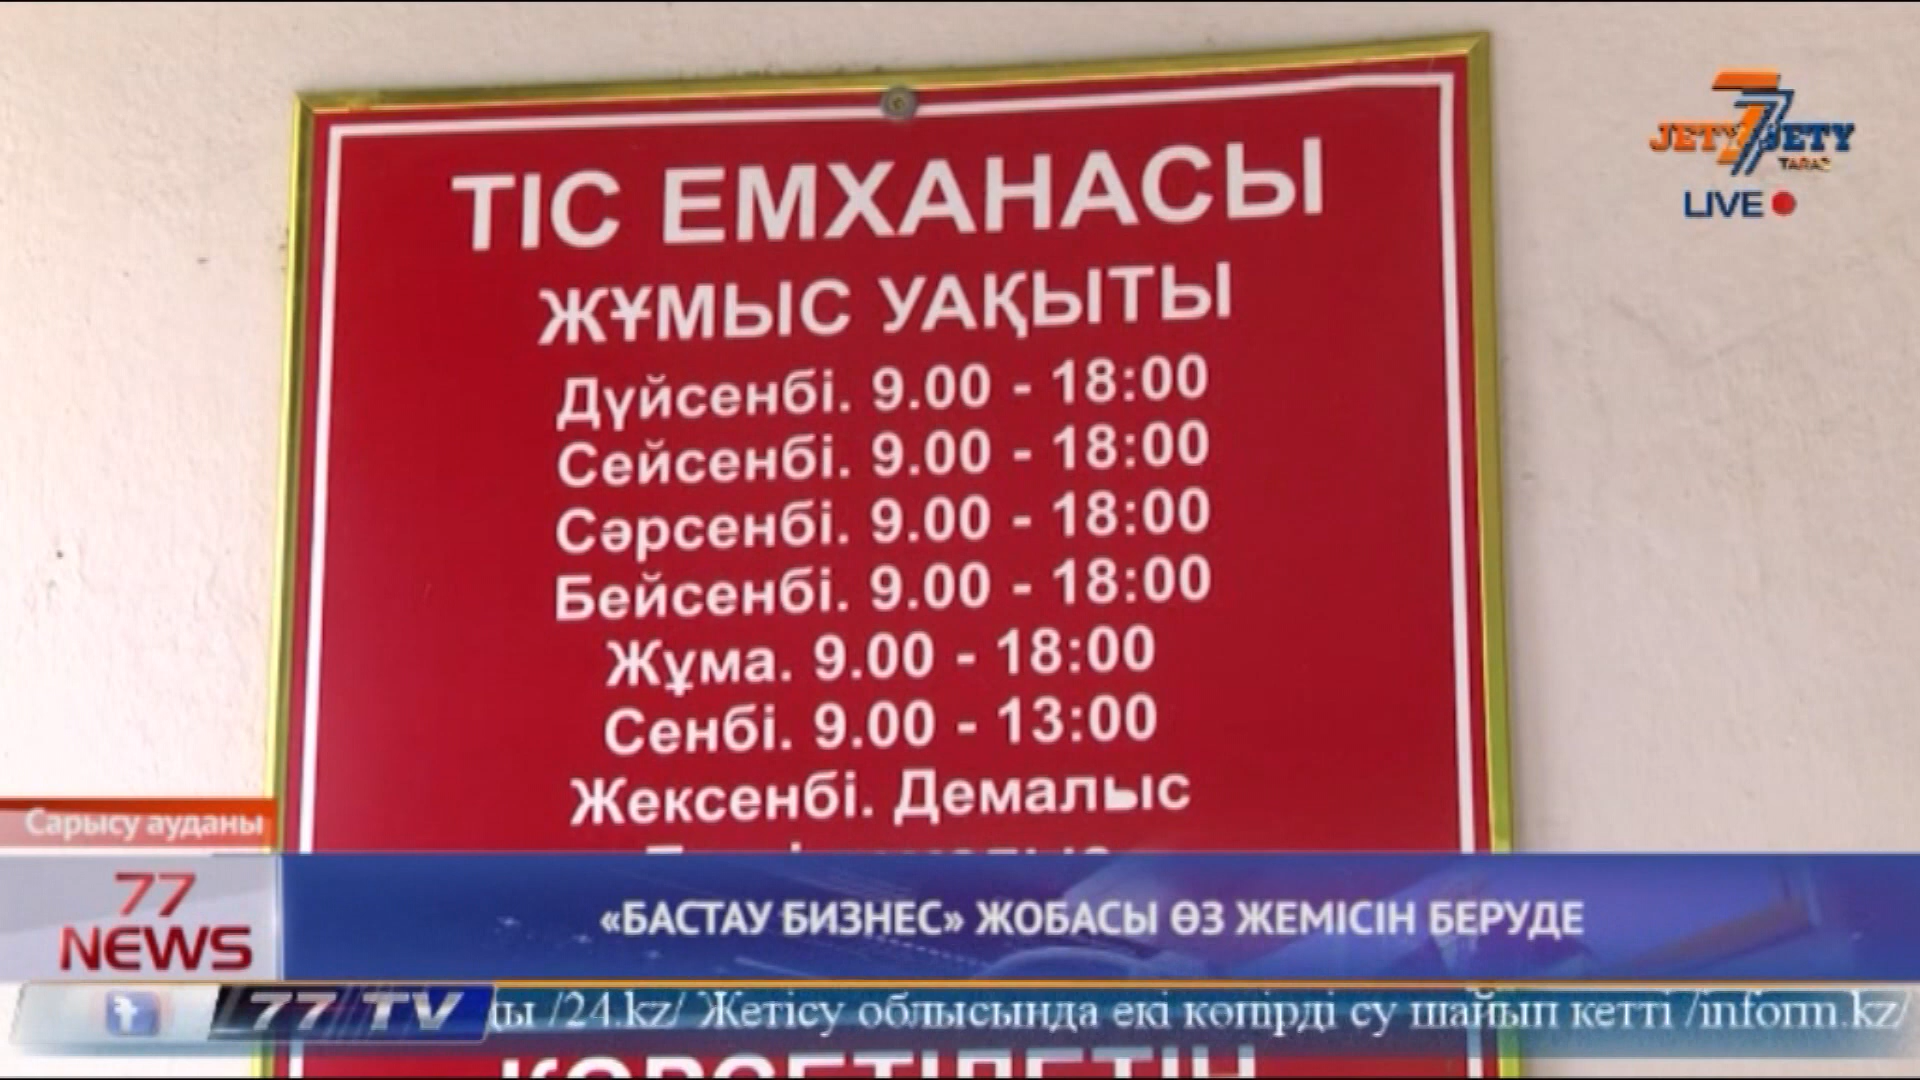 ТІС ЕМХАНАСЫ
ЖҰМЫС УАҚЫТЫ
Дүйсенбі. 9.00 - 18:00
Сейсенбі. 9.00 - 18:00
Сәрсенбі. 9.00 - 18:00
Бейсенбі. 9.00 - 18:00
Жұма. 9.00 - 18:00
Сенбі. 9.00 - 13:00
Жексенбі. Демалыс
JETY 7 JETY
TARAZ
LIVE
Сарысу ауданы
77 NEWS
«БАСТАУ БИЗНЕС» ЖОБАСЫ ӨЗ ЖЕМІСІН БЕРУДЕ
77 TV
/24.kz/ Жетісу облысында екі көпірді су шайып кетті /inform.kz/
КӨРСЕТІЛЕТІН